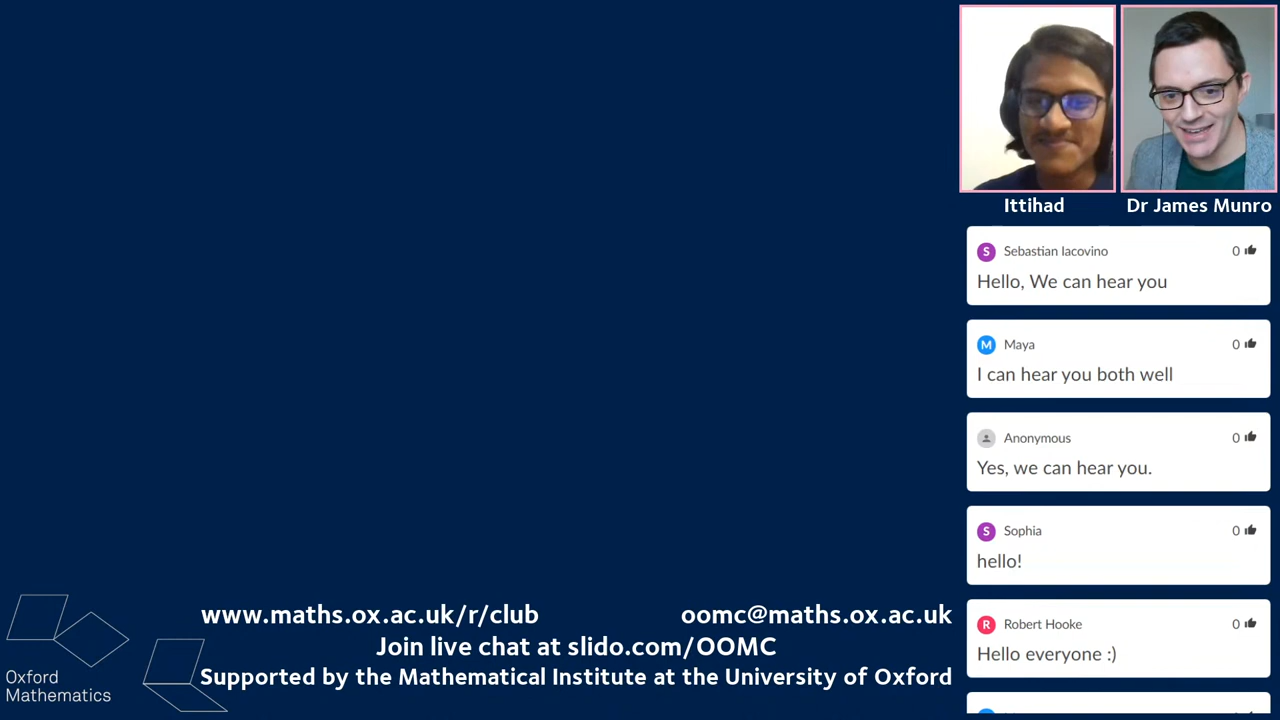 Ittihad
Dr James Munro
S Sebastian Iacovino 0
Hello, We can hear you
M Maya 0
I can hear you both well
Anonymous 0
Yes, we can hear you.
S Sophia 0
hello!
R Robert Hooke 0
Hello everyone :)
www.maths.ox.ac.uk/r/club oomc@maths.ox.ac.uk
Join live chat at slido.com/OOMC
Supported by the Mathematical Institute at the University of Oxford
Oxford
Mathematics